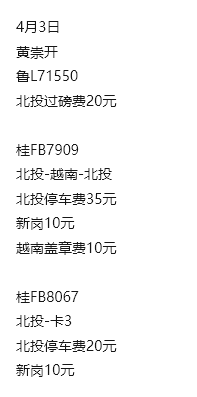 4月3日
黄崇开
鲁L71550
北投过磅费20元
桂FB7909
北投-越南-北投
北投停车费35元
新岗10元
越南盖章费10元
桂FB8067
北投-卡3
北投停车费20元
新岗10元